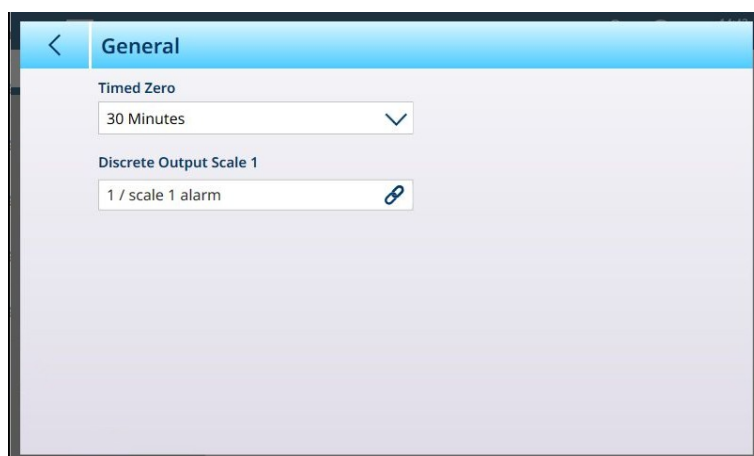 General
Timed Zero
30 Minutes
Discrete Output Scale 1
1 / scale 1 alarm